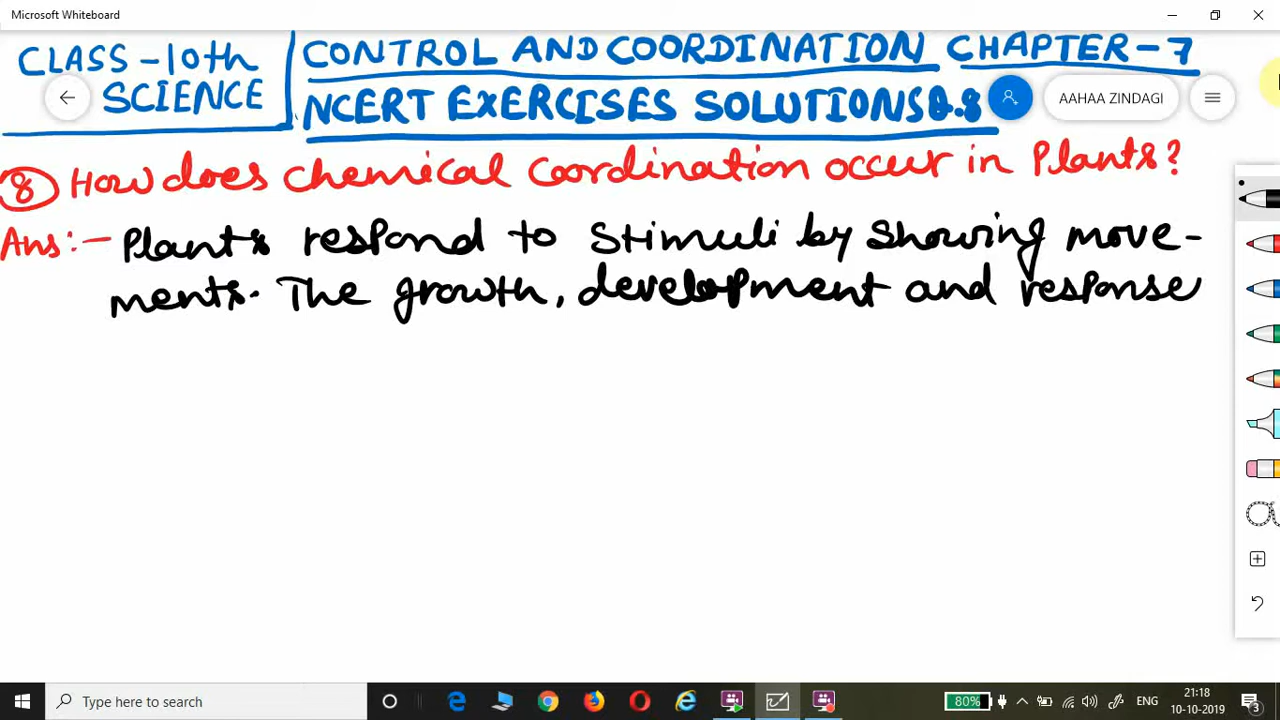 Microsoft Whiteboard
CLASS -10th
SCIENCE
CONTROL AND COORDINATION CHAPTER-7
NCERT EXERCISES SOLUTIONS Q.8
AAHAA ZINDAGI
8 How does chemical coordination occur in Plants?
Ans:- Plants respond to stimuli by showing move-
ments. The growth, development and response
Type here to search
80%
ENG
21:18
10-10-2019
3